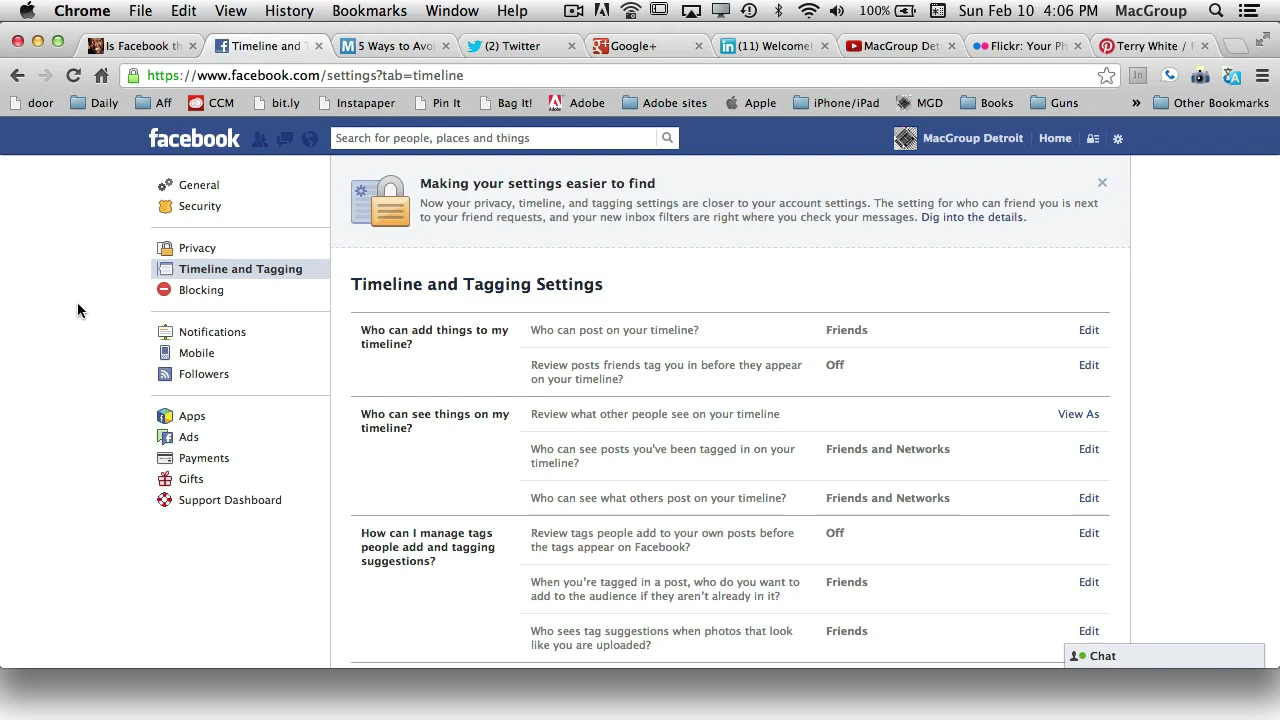 Chrome File Edit View History Bookmarks Window Help 100% Sun Feb 10 4:06 PM MacGroup
Is Facebook th Timeline and T 5 Ways to Avoi (2) Twitter Google+ (11) Welcome! MacGroup Det Flickr: Your Ph Terry White / P
https://www.facebook.com/settings?tab=timeline
door Daily Aff CCM bit.ly Instapaper Pin It Bag It! Adobe Adobe sites Apple iPhone/iPad MGD Books Guns » Other Bookmarks
facebook Search for people, places and things MacGroup Detroit Home
General
Security
Privacy
Timeline and Tagging
Blocking
Notifications
Mobile
Followers
Apps
Ads
Payments
Gifts
Support Dashboard
Making your settings easier to find
Now your privacy, timeline, and tagging settings are closer to your account settings. The setting for who can friend you is next
to your friend requests, and your new inbox filters are right where you check your messages. Dig into the details.
Timeline and Tagging Settings
Who can add things to my
timeline?
Who can post on your timeline? Friends Edit
Review posts friends tag you in before they appear
on your timeline?
Off Edit
Who can see things on my
timeline?
Review what other people see on your timeline View As
Who can see posts you've been tagged in on your
timeline?
Friends and Networks Edit
Who can see what others post on your timeline? Friends and Networks Edit
How can I manage tags
people add and tagging
suggestions?
Review tags people add to your own posts before
the tags appear on Facebook?
Off Edit
When you're tagged in a post, who do you want to
add to the audience if they aren't already in it?
Friends Edit
Who sees tag suggestions when photos that look
like you are uploaded?
Friends Edit
Chat